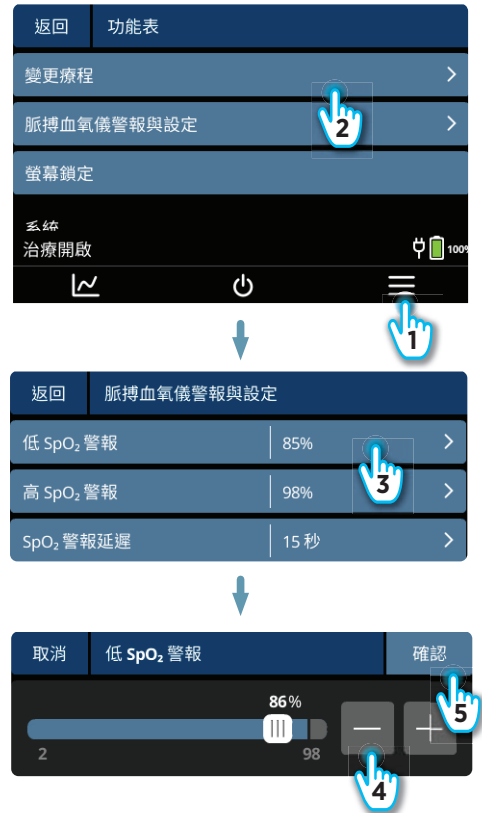 返回 功能表
變更療程
2
脈搏血氧儀警報與設定
螢幕鎖定
系統
治療開啟 100%
1
返回 脈搏血氧儀警報與設定
低 SpO₂ 警報 85%
3
高 SpO₂ 警報 98%
SpO₂ 警報延遲 15 秒
取消 低 SpO₂ 警報 確認
5
86%
2 98
4